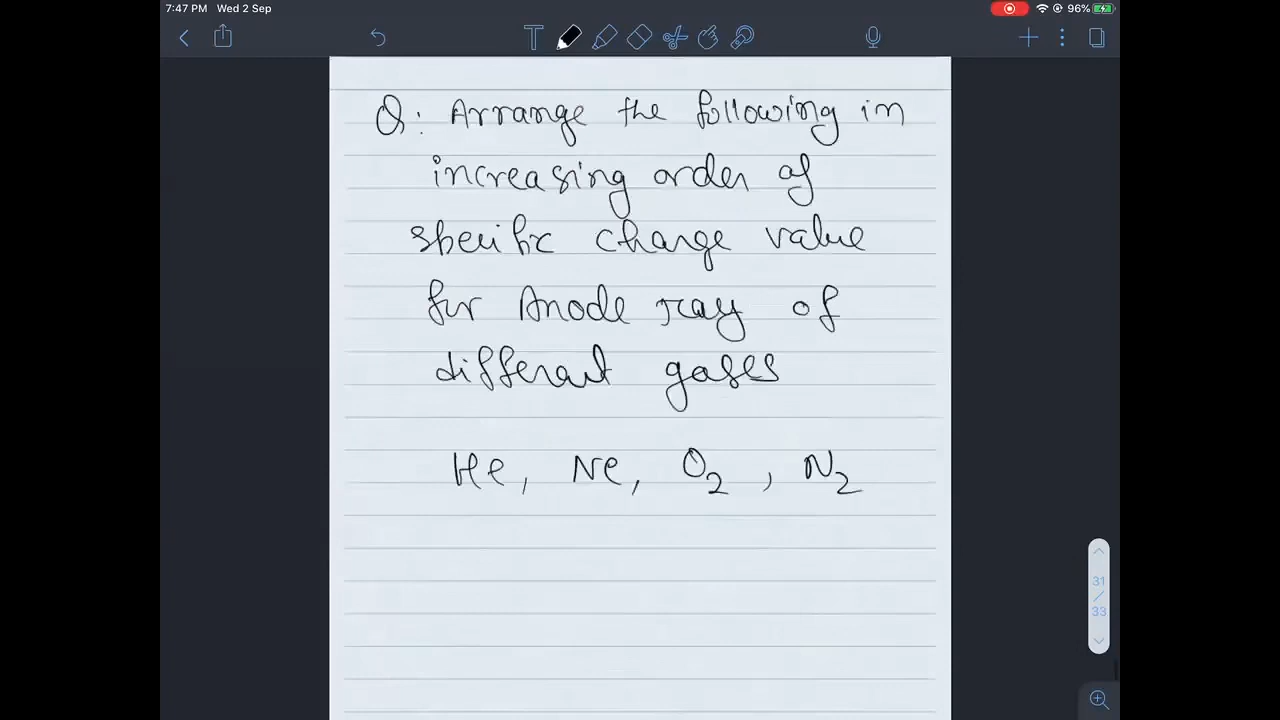 7:47 PM Wed 2 Sep
96%
T
Q: Arrange the following in
increasing order of
specific charge value
for Anode ray of
different gases
He, Ne, O₂, N₂
31
/
33